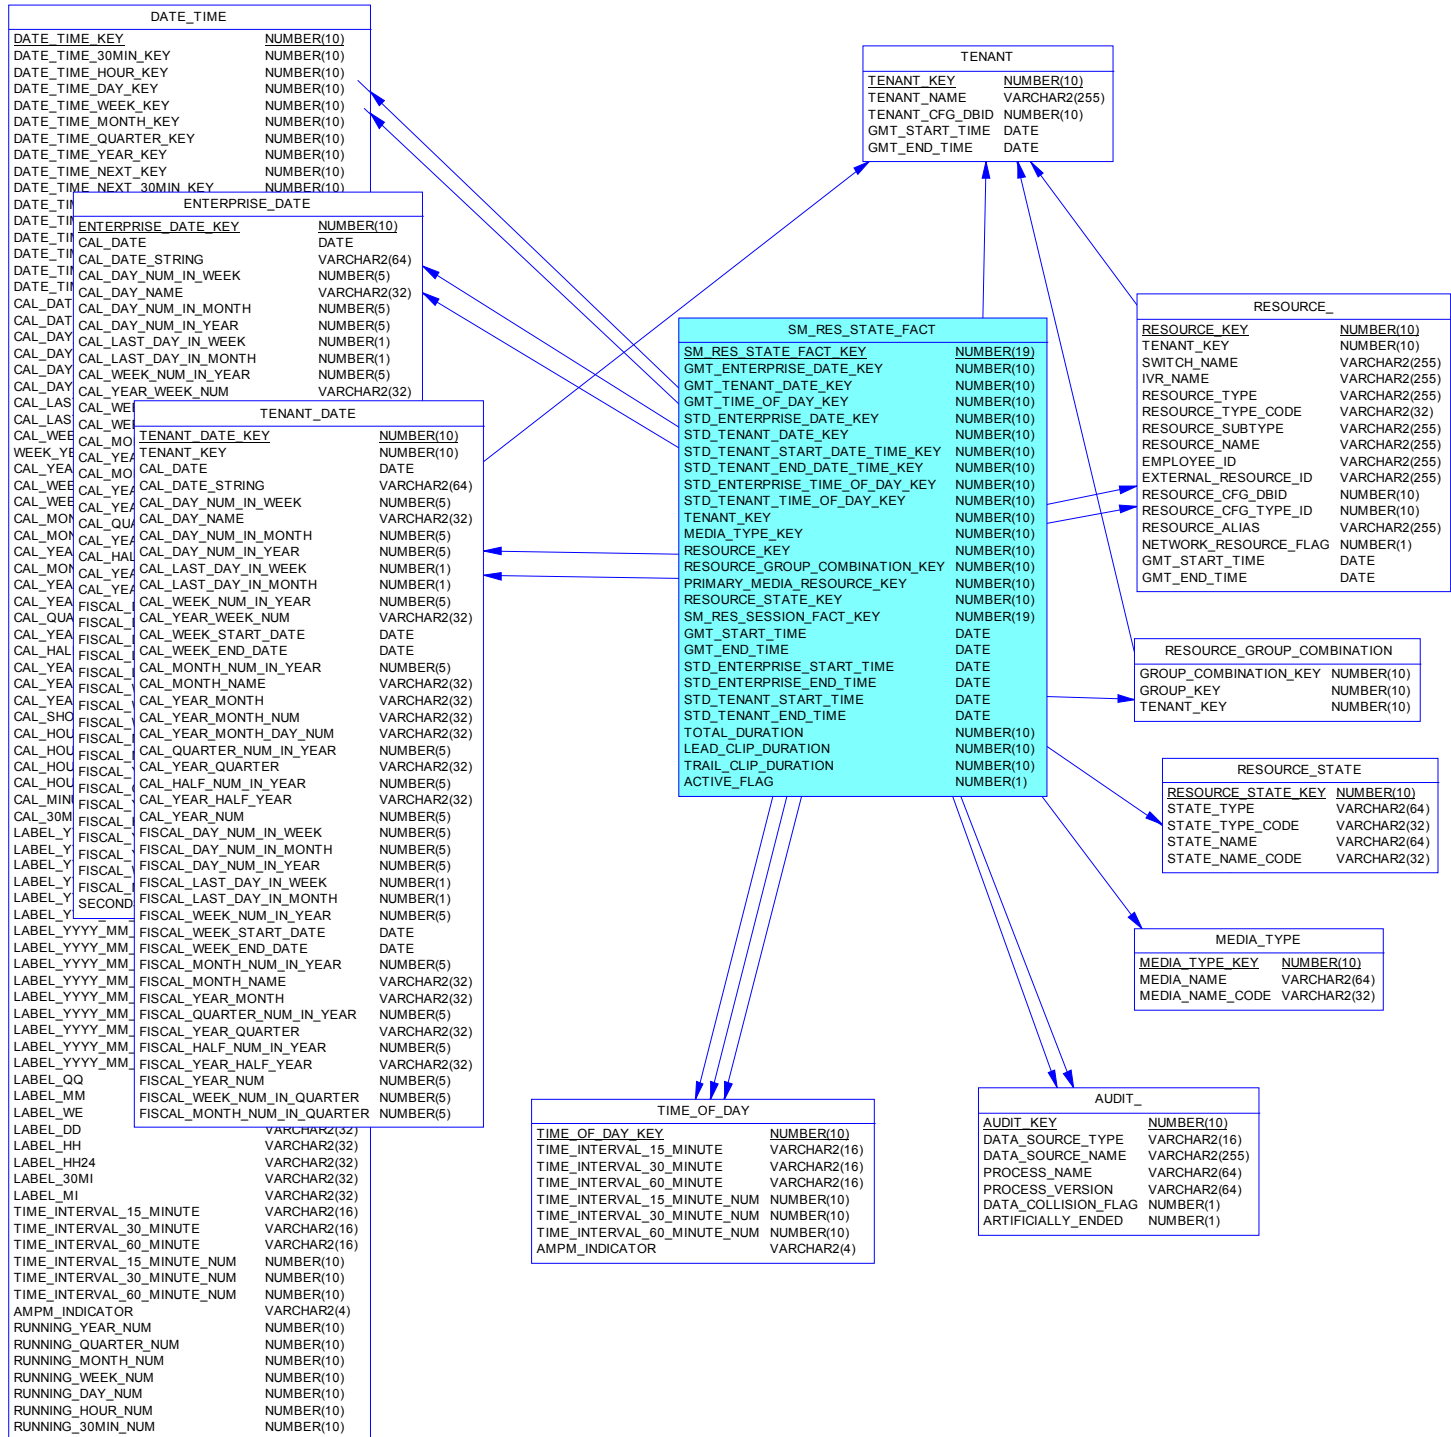 DATE_TIME
DATE_TIME_KEY NUMBER(10)
DATE_TIME_30MIN_KEY NUMBER(10)
DATE_TIME_HOUR_KEY NUMBER(10)
DATE_TIME_DAY_KEY NUMBER(10)
DATE_TIME_WEEK_KEY NUMBER(10)
DATE_TIME_MONTH_KEY NUMBER(10)
DATE_TIME_QUARTER_KEY NUMBER(10)
DATE_TIME_YEAR_KEY NUMBER(10)
DATE_TIME_NEXT_KEY NUMBER(10)
DATE_TIME_NEXT_30MIN_KEY NUMBER(10)
LABEL_YYYY_MM_
LABEL_YYYY_MM_
LABEL_YYYY_MM_
LABEL_YYYY_MM_
LABEL_YYYY_MM_
LABEL_YYYY_MM_
LABEL_YYYY_MM_
LABEL_YYYY_MM_
LABEL_YYYY_MM_
LABEL_QQ
LABEL_MM
LABEL_WE
LABEL_DD VARCHAR2(32)
LABEL_HH VARCHAR2(32)
LABEL_HH24 VARCHAR2(32)
LABEL_30MI VARCHAR2(32)
LABEL_MI VARCHAR2(32)
TIME_INTERVAL_15_MINUTE VARCHAR2(16)
TIME_INTERVAL_30_MINUTE VARCHAR2(16)
TIME_INTERVAL_60_MINUTE VARCHAR2(16)
TIME_INTERVAL_15_MINUTE_NUM NUMBER(10)
TIME_INTERVAL_30_MINUTE_NUM NUMBER(10)
TIME_INTERVAL_60_MINUTE_NUM NUMBER(10)
AMPM_INDICATOR VARCHAR2(4)
RUNNING_YEAR_NUM NUMBER(10)
RUNNING_QUARTER_NUM NUMBER(10)
RUNNING_MONTH_NUM NUMBER(10)
RUNNING_WEEK_NUM NUMBER(10)
RUNNING_DAY_NUM NUMBER(10)
RUNNING_HOUR_NUM NUMBER(10)
RUNNING_30MIN_NUM NUMBER(10)
ENTERPRISE_DATE
ENTERPRISE_DATE_KEY NUMBER(10)
CAL_DATE DATE
CAL_DATE_STRING VARCHAR2(64)
CAL_DAY_NUM_IN_WEEK NUMBER(5)
CAL_DAY_NAME VARCHAR2(32)
CAL_DAY_NUM_IN_MONTH NUMBER(5)
CAL_DAY_NUM_IN_YEAR NUMBER(5)
CAL_LAST_DAY_IN_WEEK NUMBER(1)
CAL_LAST_DAY_IN_MONTH NUMBER(1)
CAL_WEEK_NUM_IN_YEAR NUMBER(5)
CAL_YEAR_WEEK_NUM VARCHAR2(32)
TENANT_DATE
TENANT_DATE_KEY NUMBER(10)
TENANT_KEY NUMBER(10)
CAL_DATE DATE
CAL_DATE_STRING VARCHAR2(64)
CAL_DAY_NUM_IN_WEEK NUMBER(5)
CAL_DAY_NAME VARCHAR2(32)
CAL_DAY_NUM_IN_MONTH NUMBER(5)
CAL_DAY_NUM_IN_YEAR NUMBER(5)
CAL_LAST_DAY_IN_WEEK NUMBER(1)
CAL_LAST_DAY_IN_MONTH NUMBER(1)
CAL_WEEK_NUM_IN_YEAR NUMBER(5)
CAL_YEAR_WEEK_NUM VARCHAR2(32)
CAL_WEEK_START_DATE DATE
CAL_WEEK_END_DATE DATE
CAL_MONTH_NUM_IN_YEAR NUMBER(5)
CAL_MONTH_NAME VARCHAR2(32)
CAL_YEAR_MONTH VARCHAR2(32)
CAL_YEAR_MONTH_NUM VARCHAR2(32)
CAL_YEAR_MONTH_DAY_NUM VARCHAR2(32)
CAL_QUARTER_NUM_IN_YEAR NUMBER(5)
CAL_YEAR_QUARTER VARCHAR2(32)
CAL_HALF_NUM_IN_YEAR NUMBER(5)
CAL_YEAR_HALF_YEAR VARCHAR2(32)
CAL_YEAR_NUM NUMBER(5)
FISCAL_DAY_NUM_IN_WEEK NUMBER(5)
FISCAL_DAY_NUM_IN_MONTH NUMBER(5)
FISCAL_DAY_NUM_IN_YEAR NUMBER(5)
FISCAL_LAST_DAY_IN_WEEK NUMBER(1)
FISCAL_LAST_DAY_IN_MONTH NUMBER(1)
FISCAL_WEEK_NUM_IN_YEAR NUMBER(5)
FISCAL_WEEK_START_DATE DATE
FISCAL_WEEK_END_DATE DATE
FISCAL_MONTH_NUM_IN_YEAR NUMBER(5)
FISCAL_MONTH_NAME VARCHAR2(32)
FISCAL_YEAR_MONTH VARCHAR2(32)
FISCAL_QUARTER_NUM_IN_YEAR NUMBER(5)
FISCAL_YEAR_QUARTER VARCHAR2(32)
FISCAL_HALF_NUM_IN_YEAR NUMBER(5)
FISCAL_YEAR_HALF_YEAR VARCHAR2(32)
FISCAL_YEAR_NUM NUMBER(5)
FISCAL_WEEK_NUM_IN_QUARTER NUMBER(5)
FISCAL_MONTH_NUM_IN_QUARTER NUMBER(5)
TENANT
TENANT_KEY NUMBER(10)
TENANT_NAME VARCHAR2(255)
TENANT_CFG_DBID NUMBER(10)
GMT_START_TIME DATE
GMT_END_TIME DATE
SM_RES_STATE_FACT
SM_RES_STATE_FACT_KEY NUMBER(19)
GMT_ENTERPRISE_DATE_KEY NUMBER(10)
GMT_TENANT_DATE_KEY NUMBER(10)
GMT_TIME_OF_DAY_KEY NUMBER(10)
STD_ENTERPRISE_DATE_KEY NUMBER(10)
STD_TENANT_DATE_KEY NUMBER(10)
STD_TENANT_START_DATE_TIME_KEY NUMBER(10)
STD_TENANT_END_DATE_TIME_KEY NUMBER(10)
STD_ENTERPRISE_TIME_OF_DAY_KEY NUMBER(10)
STD_TENANT_TIME_OF_DAY_KEY NUMBER(10)
TENANT_KEY NUMBER(10)
MEDIA_TYPE_KEY NUMBER(10)
RESOURCE_KEY NUMBER(10)
RESOURCE_GROUP_COMBINATION_KEY NUMBER(10)
PRIMARY_MEDIA_RESOURCE_KEY NUMBER(10)
RESOURCE_STATE_KEY NUMBER(10)
SM_RES_SESSION_FACT_KEY NUMBER(19)
GMT_START_TIME DATE
GMT_END_TIME DATE
STD_ENTERPRISE_START_TIME DATE
STD_ENTERPRISE_END_TIME DATE
STD_TENANT_START_TIME DATE
STD_TENANT_END_TIME DATE
TOTAL_DURATION NUMBER(10)
LEAD_CLIP_DURATION NUMBER(10)
TRAIL_CLIP_DURATION NUMBER(10)
ACTIVE_FLAG NUMBER(1)
RESOURCE_
RESOURCE_KEY NUMBER(10)
TENANT_KEY NUMBER(10)
SWITCH_NAME VARCHAR2(255)
IVR_NAME VARCHAR2(255)
RESOURCE_TYPE VARCHAR2(255)
RESOURCE_TYPE_CODE VARCHAR2(32)
RESOURCE_SUBTYPE VARCHAR2(255)
RESOURCE_NAME VARCHAR2(255)
EMPLOYEE_ID VARCHAR2(255)
EXTERNAL_RESOURCE_ID VARCHAR2(255)
RESOURCE_CFG_DBID NUMBER(10)
RESOURCE_CFG_TYPE_ID NUMBER(10)
RESOURCE_ALIAS VARCHAR2(255)
NETWORK_RESOURCE_FLAG NUMBER(1)
GMT_START_TIME DATE
GMT_END_TIME DATE
RESOURCE_GROUP_COMBINATION
GROUP_COMBINATION_KEY NUMBER(10)
GROUP_KEY NUMBER(10)
TENANT_KEY NUMBER(10)
RESOURCE_STATE
RESOURCE_STATE_KEY NUMBER(10)
STATE_TYPE VARCHAR2(64)
STATE_TYPE_CODE VARCHAR2(32)
STATE_NAME VARCHAR2(64)
STATE_NAME_CODE VARCHAR2(32)
MEDIA_TYPE
MEDIA_TYPE_KEY NUMBER(10)
MEDIA_NAME VARCHAR2(64)
MEDIA_NAME_CODE VARCHAR2(32)
TIME_OF_DAY
TIME_OF_DAY_KEY NUMBER(10)
TIME_INTERVAL_15_MINUTE VARCHAR2(16)
TIME_INTERVAL_30_MINUTE VARCHAR2(16)
TIME_INTERVAL_60_MINUTE VARCHAR2(16)
TIME_INTERVAL_15_MINUTE_NUM NUMBER(10)
TIME_INTERVAL_30_MINUTE_NUM NUMBER(10)
TIME_INTERVAL_60_MINUTE_NUM NUMBER(10)
AMPM_INDICATOR VARCHAR2(4)
AUDIT_
AUDIT_KEY NUMBER(10)
DATA_SOURCE_TYPE VARCHAR2(16)
DATA_SOURCE_NAME VARCHAR2(255)
PROCESS_NAME VARCHAR2(64)
PROCESS_VERSION VARCHAR2(64)
DATA_COLLISION_FLAG NUMBER(1)
ARTIFICIALLY_ENDED NUMBER(1)